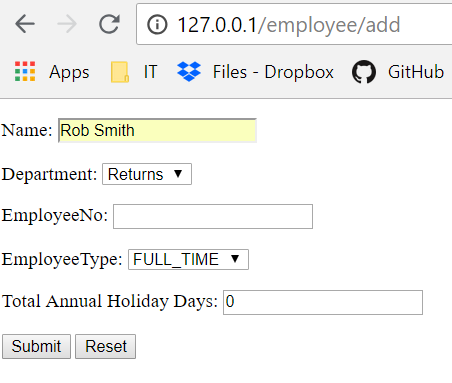 127.0.0.1/employee/add
Apps IT Files - Dropbox GitHub
Name: Rob Smith
Department: Returns
EmployeeNo:
EmployeeType: FULL_TIME
Total Annual Holiday Days: 0
Submit Reset